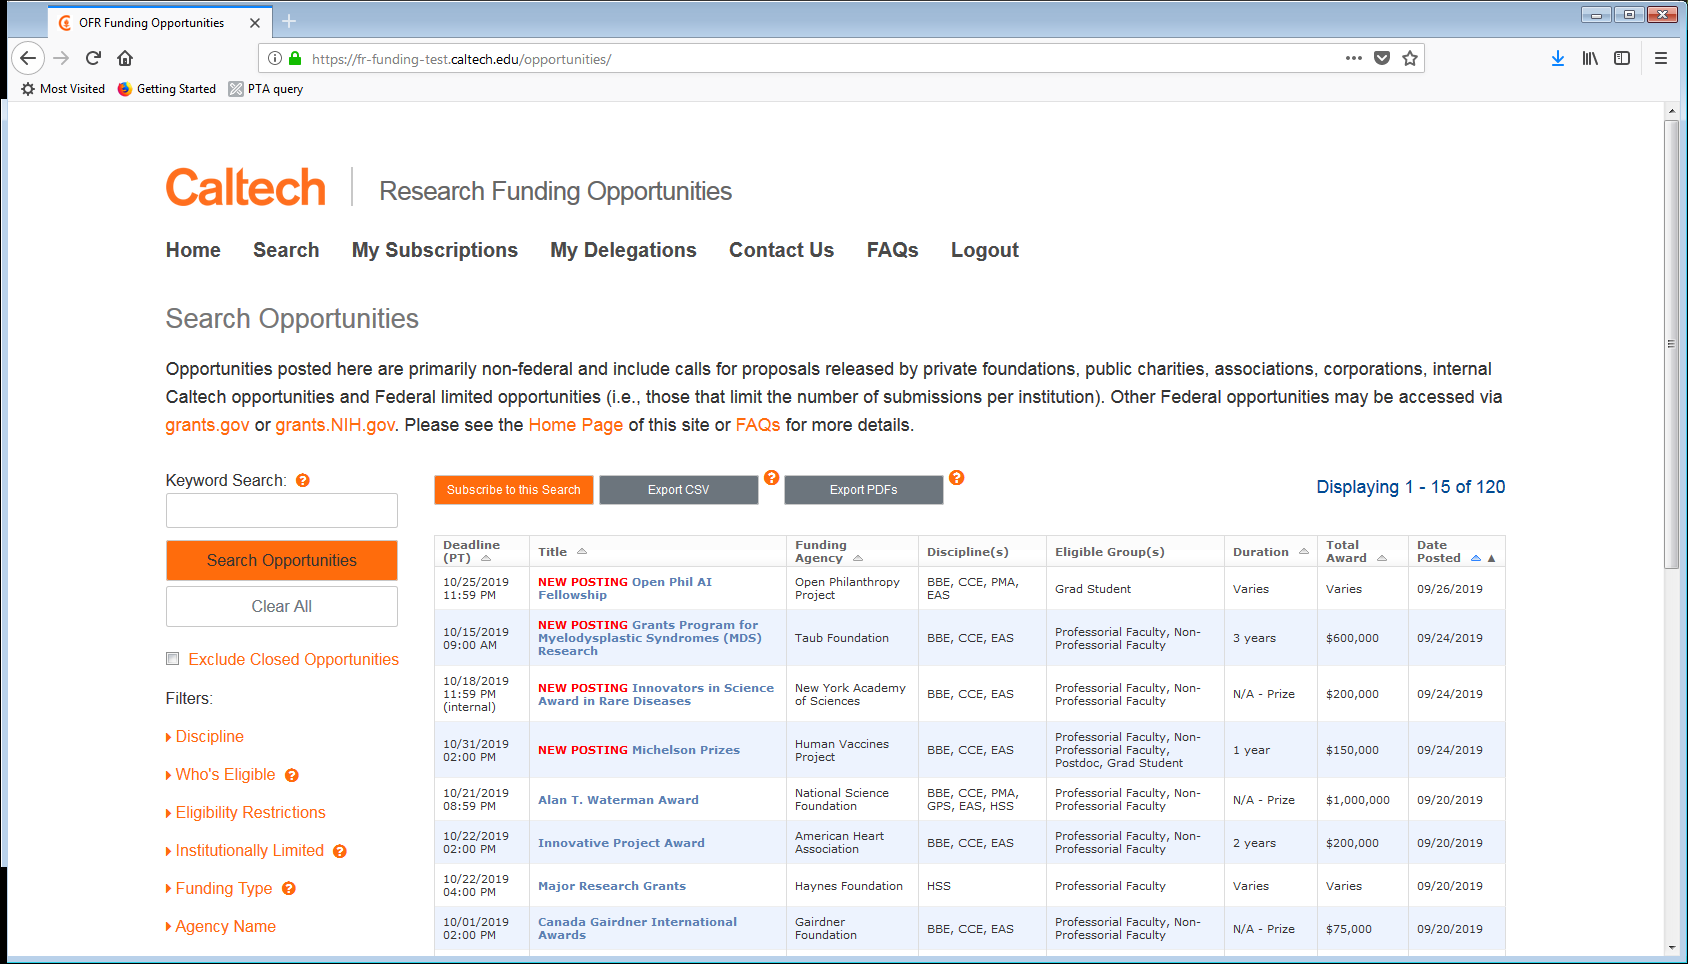 OFR Funding Opportunities
https://fr-funding-test.caltech.edu/opportunities/
Most Visited Getting Started PTA query
Caltech Research Funding Opportunities
Home Search My Subscriptions My Delegations Contact Us FAQs Logout
Search Opportunities
Opportunities posted here are primarily non-federal and include calls for proposals released by private foundations, public charities, associations, corporations, internal
Caltech opportunities and Federal limited opportunities (i.e., those that limit the number of submissions per institution). Other Federal opportunities may be accessed via
grants.gov or grants.NIH.gov. Please see the Home Page of this site or FAQs for more details.
Keyword Search: ?
Search Opportunities
Clear All
Exclude Closed Opportunities
Filters:
Discipline
Who's Eligible ?
Eligibility Restrictions
Institutionally Limited ?
Funding Type ?
Agency Name
Subscribe to this Search Export CSV ? Export PDFs ?
Displaying 1 - 15 of 120
Deadline
(PT)
Title
Funding
Agency
Discipline(s)
Eligible Group(s)
Duration
Total
Award
Date
Posted
10/25/2019
11:59 PM
NEW POSTING Open Phil AI
Fellowship
Open Philanthropy
Project
BBE, CCE, PMA,
EAS
Grad Student
Varies
Varies
09/26/2019
10/15/2019
09:00 AM
NEW POSTING Grants Program for
Myelodysplastic Syndromes (MDS)
Research
Taub Foundation
BBE, CCE, EAS
Professorial Faculty, Non-
Professorial Faculty
3 years
$600,000
09/24/2019
10/18/2019
11:59 PM
(internal)
NEW POSTING Innovators in Science
Award in Rare Diseases
New York Academy
of Sciences
BBE, CCE, EAS
Professorial Faculty, Non-
Professorial Faculty
N/A - Prize
$200,000
09/24/2019
10/31/2019
02:00 PM
NEW POSTING Michelson Prizes
Human Vaccines
Project
BBE, CCE, EAS
Professorial Faculty, Non-
Professorial Faculty,
Postdoc, Grad Student
1 year
$150,000
09/24/2019
10/21/2019
08:59 PM
Alan T. Waterman Award
National Science
Foundation
BBE, CCE, PMA,
GPS, EAS, HSS
Professorial Faculty, Non-
Professorial Faculty
N/A - Prize
$1,000,000
09/20/2019
10/22/2019
02:00 PM
Innovative Project Award
American Heart
Association
BBE, CCE, EAS
Professorial Faculty, Non-
Professorial Faculty
2 years
$200,000
09/20/2019
10/22/2019
04:00 PM
Major Research Grants
Haynes Foundation
HSS
Professorial Faculty
Varies
Varies
09/20/2019
10/01/2019
02:00 PM
Canada Gairdner International
Awards
Gairdner
Foundation
BBE, CCE, EAS
Professorial Faculty, Non-
Professorial Faculty
N/A - Prize
$75,000
09/20/2019